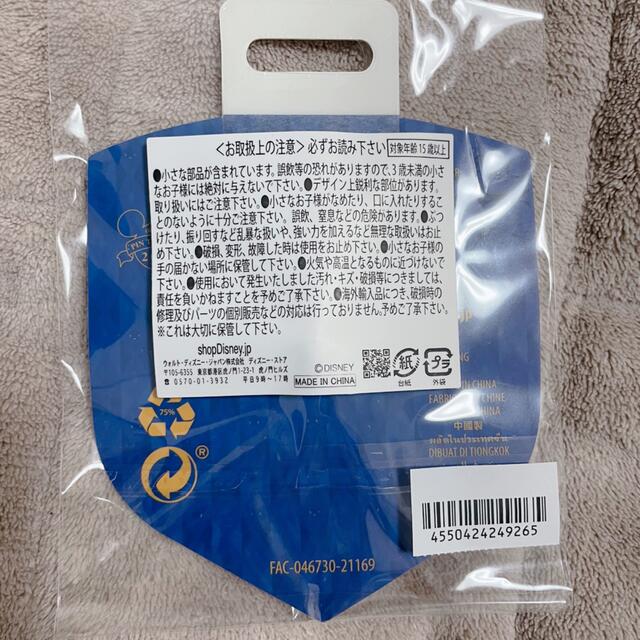 ＜お取扱上の注意＞ 必ずお読み下さい 対象年齢 15歳以上
●小さな部品が含まれています。誤飲等の恐れがありますので、3歳未満の小さ
なお子様には絶対に与えないで下さい。●デザイン上鋭利な部位があります。
取り扱いにはご注意下さい。●小さなお子様がなめたり、口に入れたりするこ
とのないように十分ご注意下さい。誤飲、窒息などの危険があります。●ぶつ
けたり、振り回すなど乱暴な扱いや、強い力を加えるなど無理な取扱いはお止
め下さい。●破損、変形、故障した時は使用をお止め下さい。●小さなお子様の
手の届かない場所に保管して下さい。●火気や高温となるものに近づけないで
下さい。●使用において発生いたしました汚れ・キズ・破損等につきましては、
責任を負いかねますことを予めご了承下さい。●海外輸入品につき、破損時の
修理及びパーツの個別販売などの対応は行っておりません。予めご了承下さい。
※これは大切に保管して下さい。
shopDisney.jp
ウォルト・ディズニー・ジャパン株式会社 ディズニー・ストア
〒105-6355 東京都港区虎ノ門1-23-1 虎ノ門ヒルズ
☎0570-01-3932 平日9時〜17時
©DISNEY
MADE IN CHINA
紙
台紙
プラ
外袋
75%
®
IN CHINA
CHINE
中國製
ผลิตในประเทศจีน
DIBUAT DI TIONGKOK
4550424249265
FAC-046730-21169